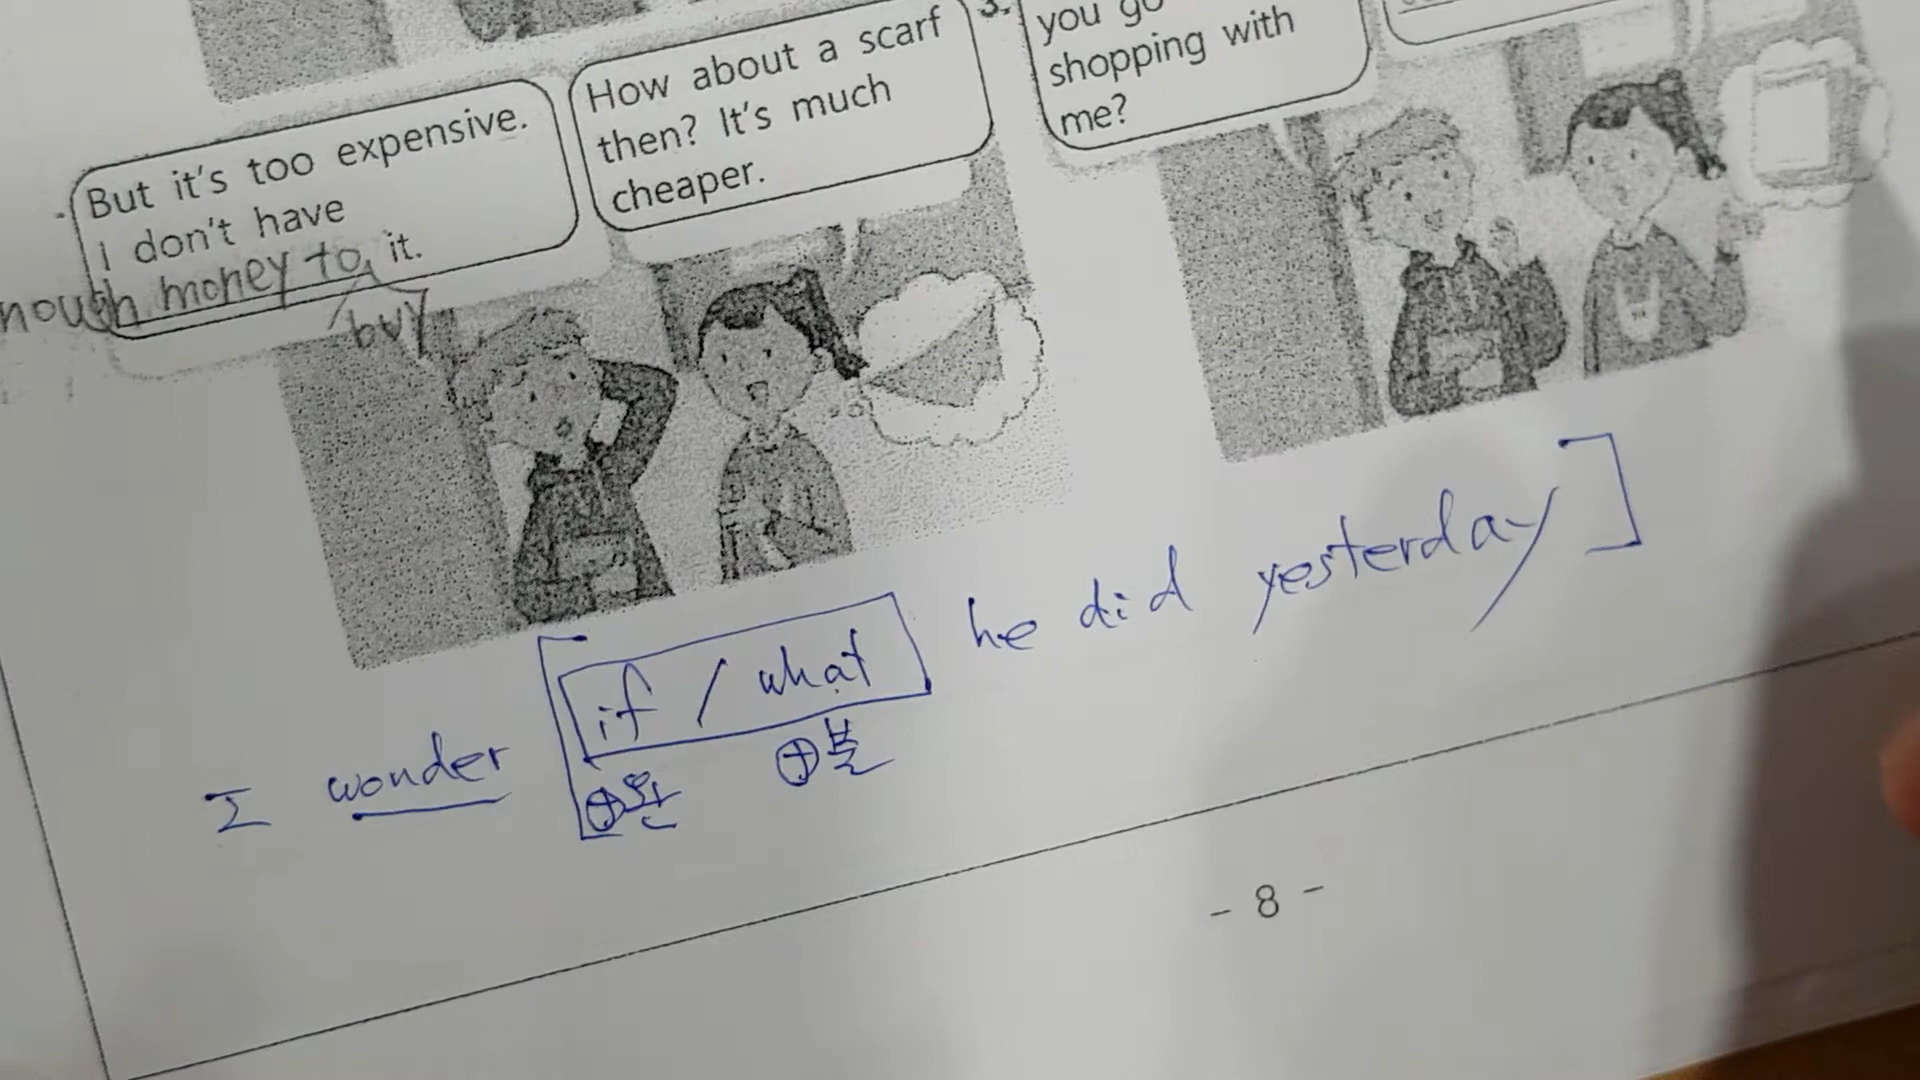 But it's too expensive.
I don't have
nough money to it.
buy
How about a scarf
then? It's much
cheaper.
3.
you go
shopping with
me?
I wonder [if / what he did yesterday]
⊕완 ⊕불
- 8 -